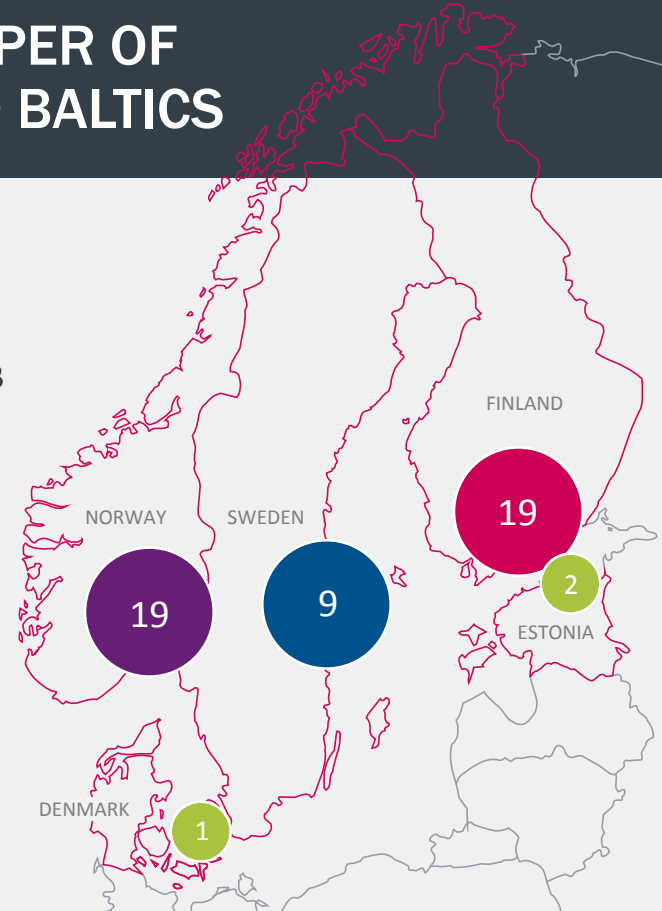 PER OF
BALTICS
FINLAND
19
NORWAY
SWEDEN
19
9
2
ESTONIA
DENMARK
1